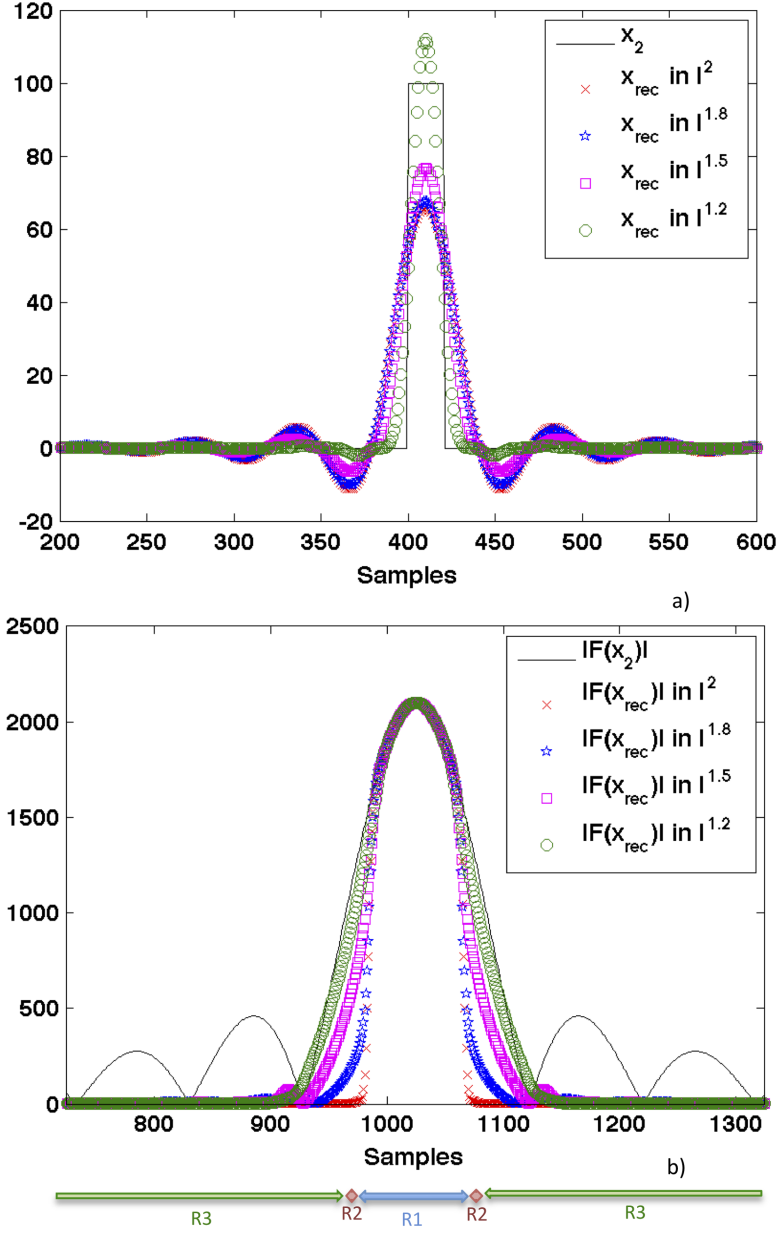 120
100
80
60
40
20
0
-20
200 250 300 350 400 450 500 550 600
Samples
x2
xrec in l2
xrec in l1.8
xrec in l1.5
xrec in l1.2
a)
2500
2000
1500
1000
500
0
800 900 1000 1100 1200 1300
Samples
|F(x2)|
|F(xrec)| in l2
|F(xrec)| in l1.8
|F(xrec)| in l1.5
|F(xrec)| in l1.2
b)
R3 R2 R1 R2 R3